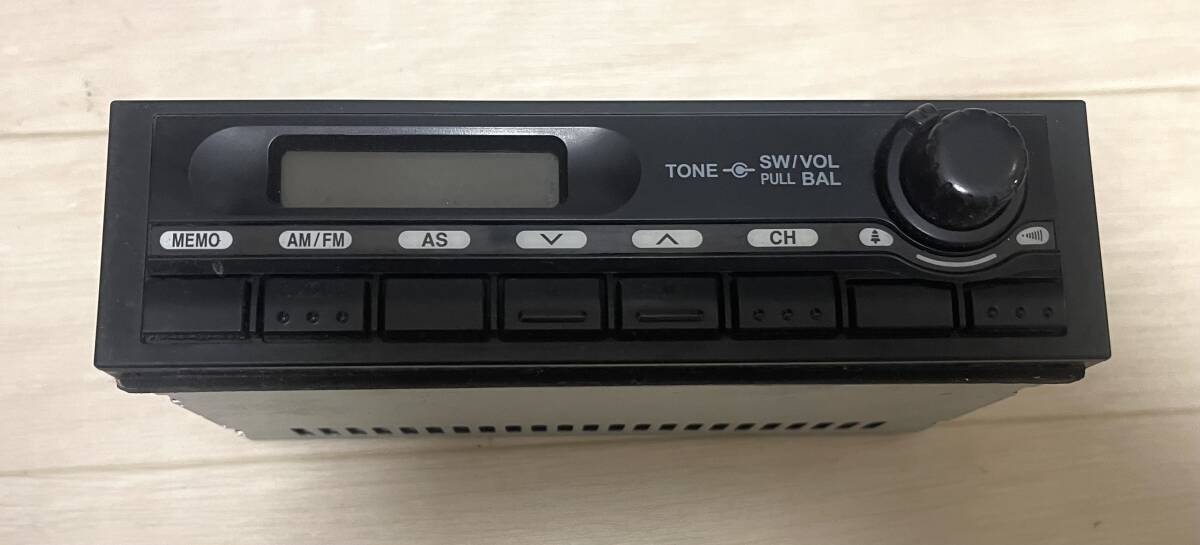 TONE SW/VOL
PULL BAL
MEMO AM/FM AS CH